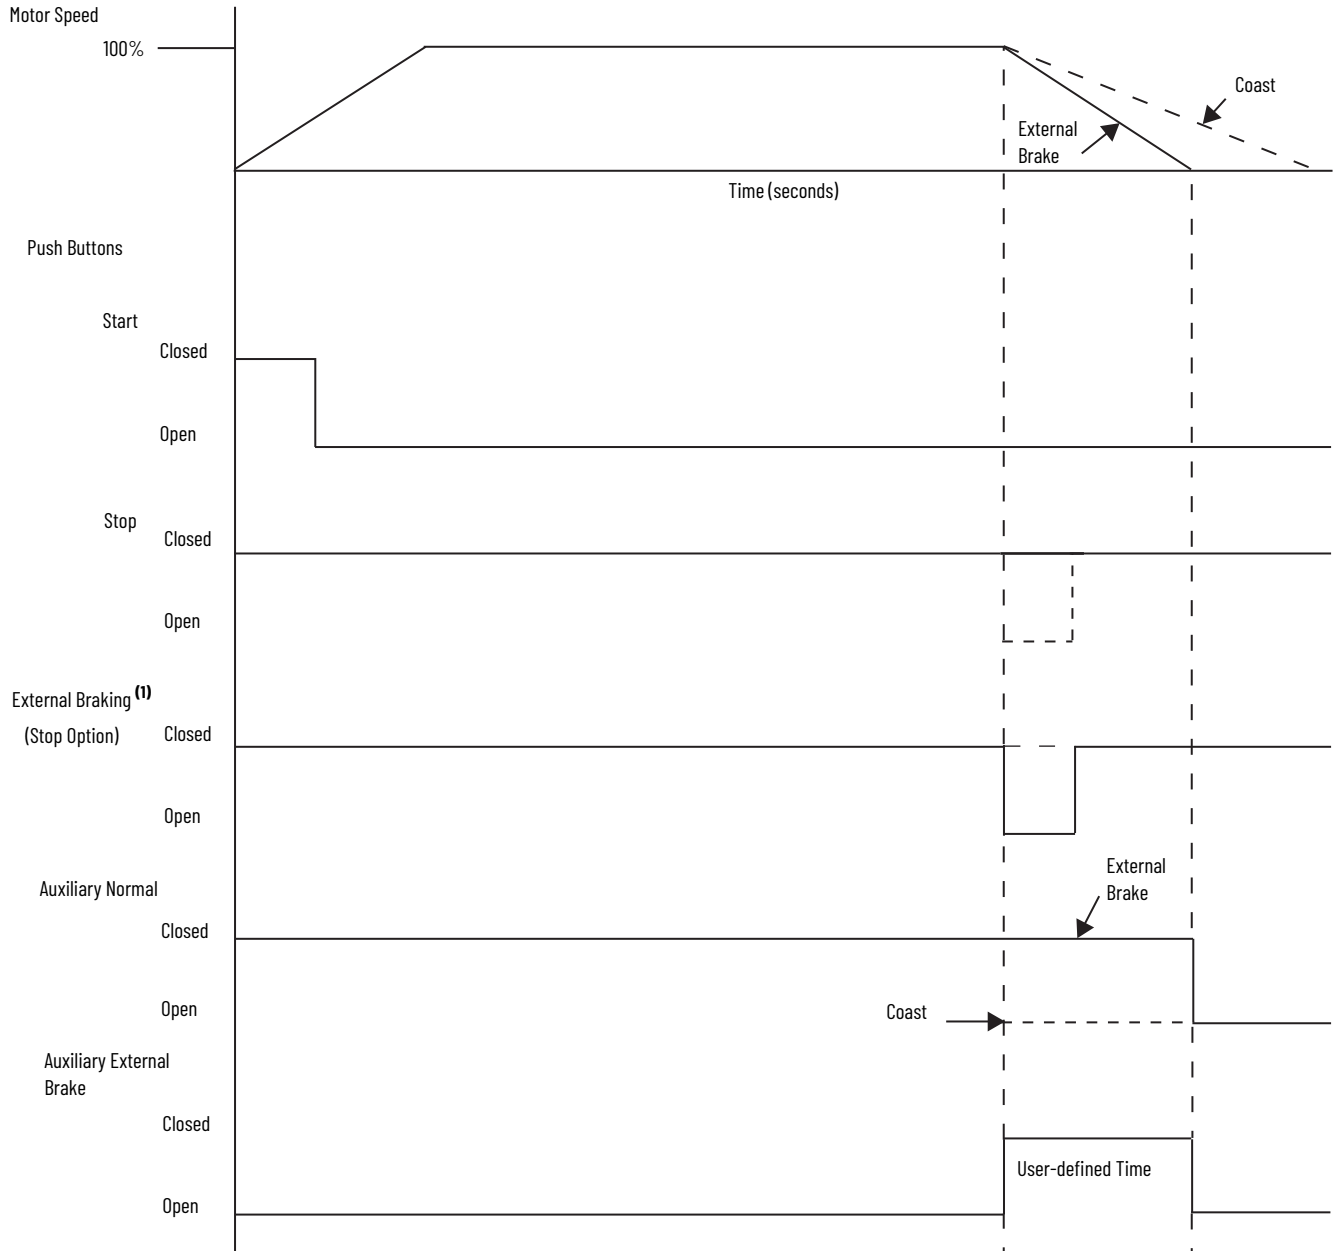 Motor Speed
100%
Coast
External
Brake
Time (seconds)
Push Buttons
Start
Closed
Open
Stop
Closed
Open
External Braking (1)
(Stop Option)
Closed
Open
External
Brake
Auxiliary Normal
Closed
Open
Coast
Auxiliary External
Brake
Closed
User-defined Time
Open